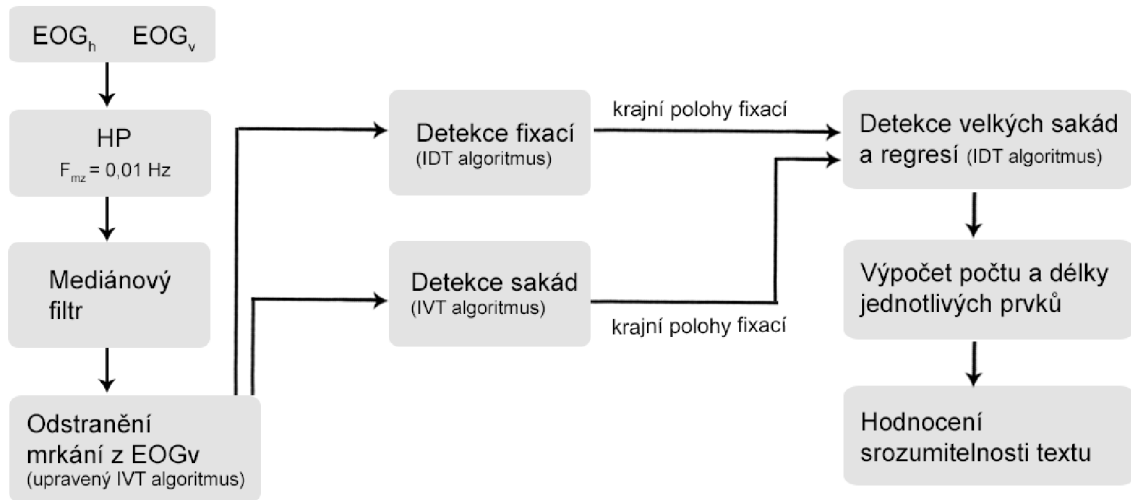 EOGh EOGv
HP
Fmz = 0,01 Hz
Mediánový
filtr
Odstranění
mrkání z EOGv
(upravený IVT algoritmus)
Detekce fixací
(IDT algoritmus)
krajní polohy fixací
Detekce sakád
(IVT algoritmus)
krajní polohy fixací
Detekce velkých sakád
a regresí (IDT algoritmus)
Výpočet počtu a délky
jednotlivých prvků
Hodnocení
srozumitelnosti textu